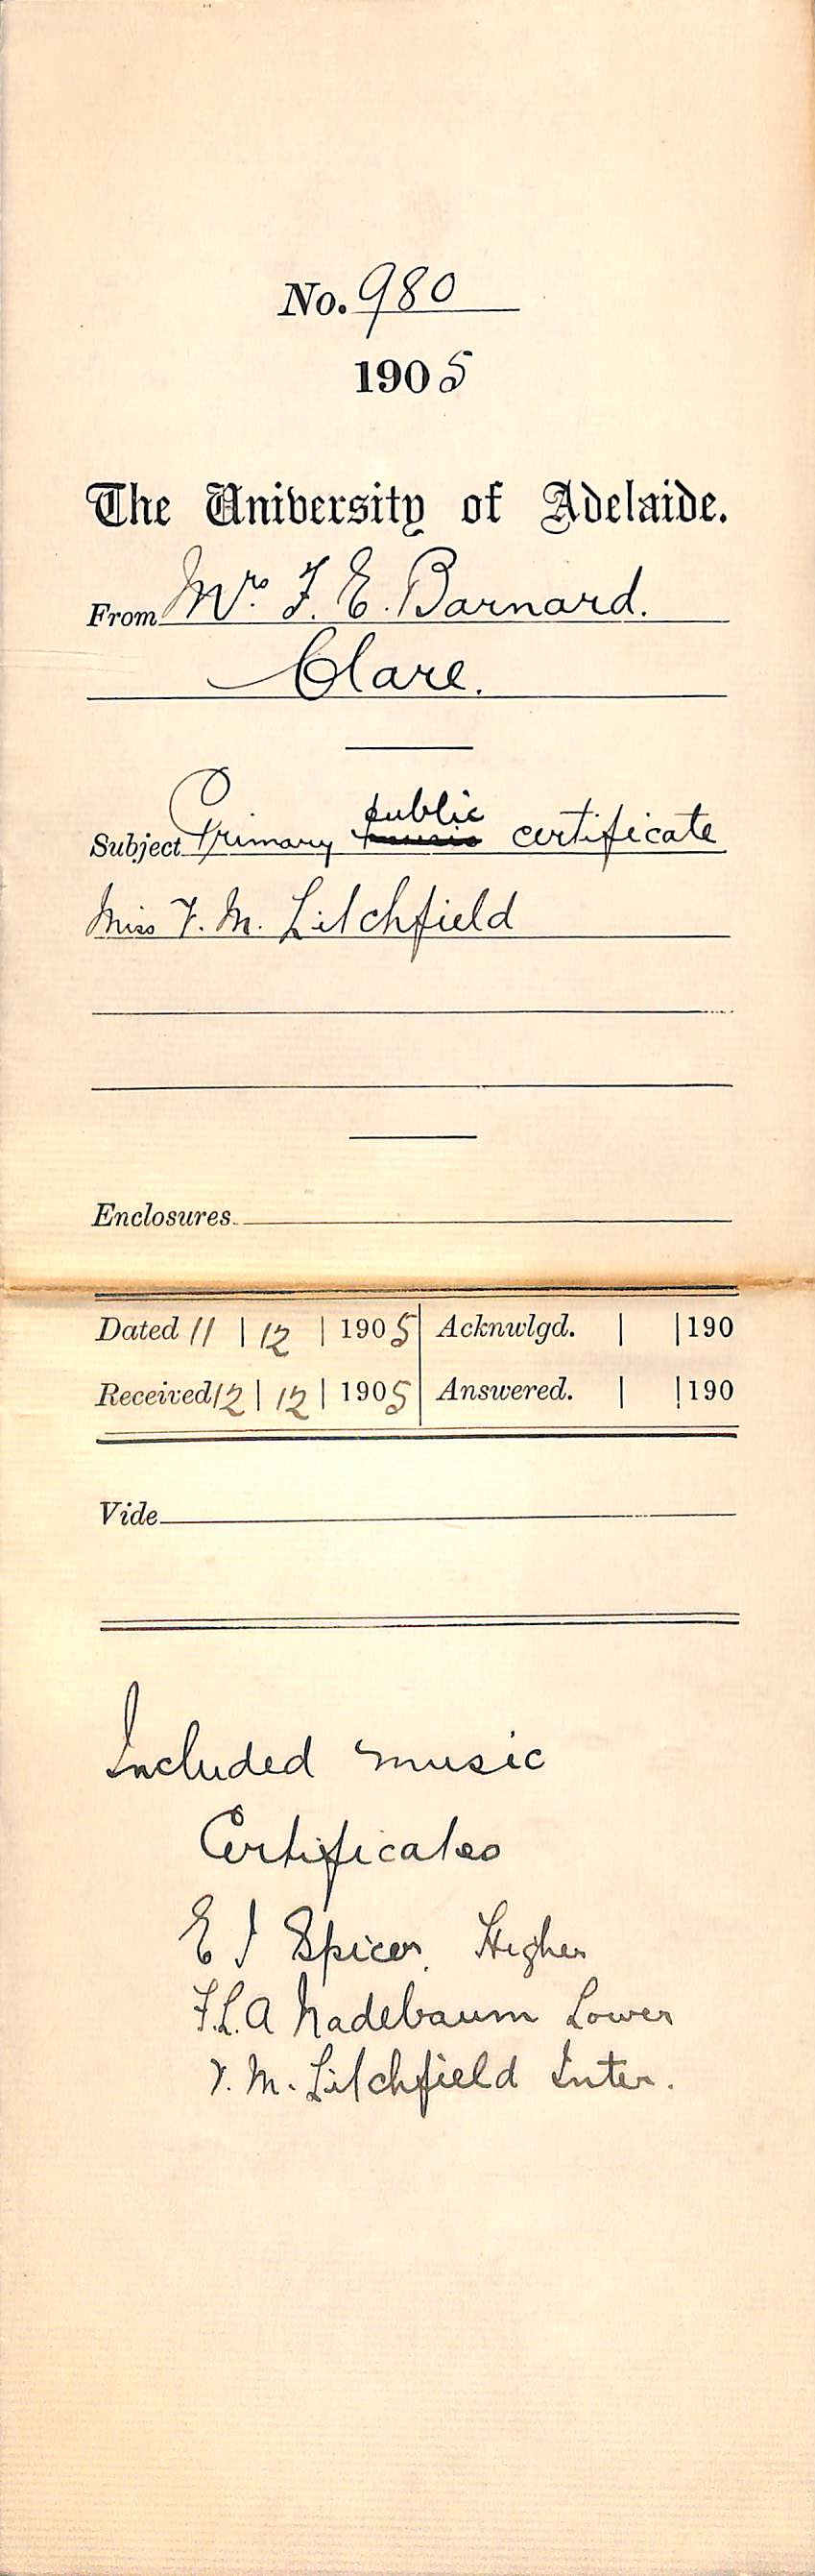 No. 980
1905
The University of Adelaide.
From Mrs. F. E. Barnard.
Clare.
public
Subject Primary music certificate
Miss F. M. Litchfield
Enclosures
Dated 11 | 12 | 1905 Acknwlgd. | | 190
Received 12 | 12 | 1905 Answered. | | 190
Vide
Included music
Certificates
E J Spicer. Higher
F.L.A Nadebaum Lower
F. M. Litchfield Inter.